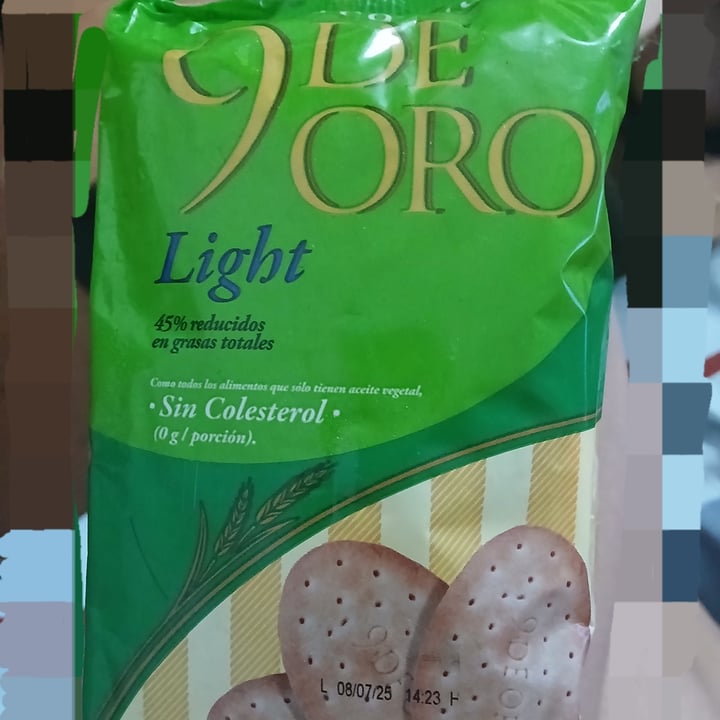 9 DE
ORO
Light
45% reducidos
en grasas totales
Como todos los alimentos que sólo tienen aceite vegetal,
• Sin Colesterol •
(0 g / porción).
L 08/07/25 14:23 H